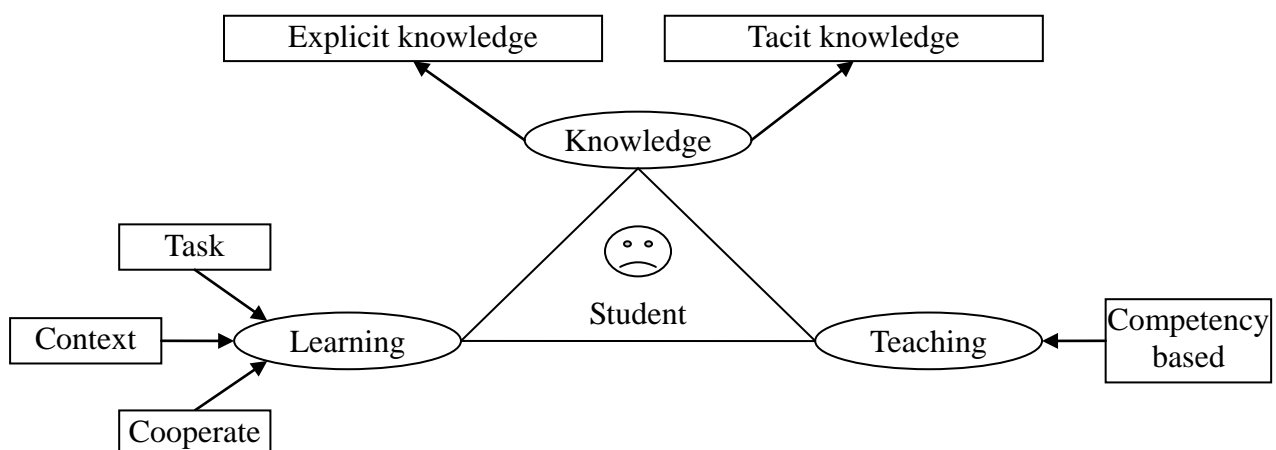 Explicit knowledge
Tacit knowledge
Knowledge
Task
Student
Context
Learning
Teaching
Competency
based
Cooperate